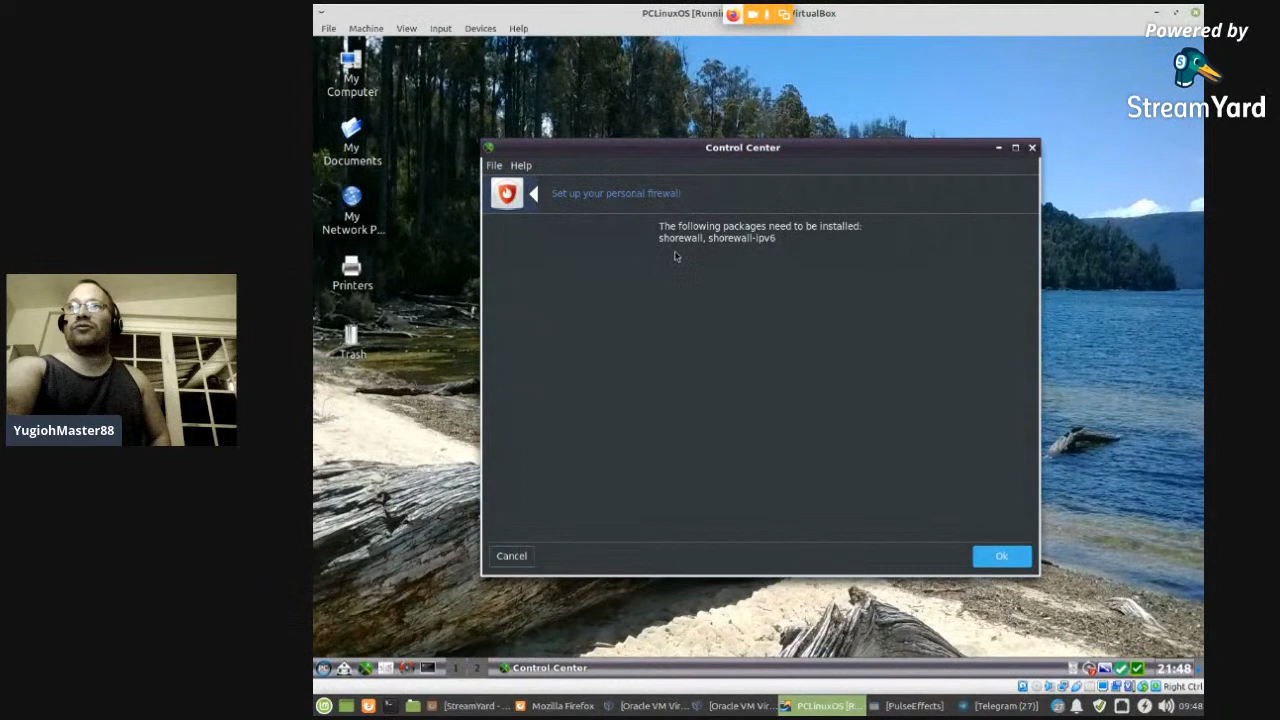 PCLinuxOS [Runni
VirtualBox
File Machine View Input Devices Help
Powered by
StreamYard
My Computer
My Documents
My Network P...
Printers
Trash
Control Center
File Help
Set up your personal firewall
The following packages need to be installed:
shorewall, shorewall-ipv6
Cancel
Ok
YugiohMaster88
1 2
Control Center
21:48
Right Ctrl
[StreamYard - ...
Mozilla Firefox
[Oracle VM Vir...
[Oracle VM Vir...
PCLinuxOS [R...
[PulseEffects]
[Telegram (27)]
09:48